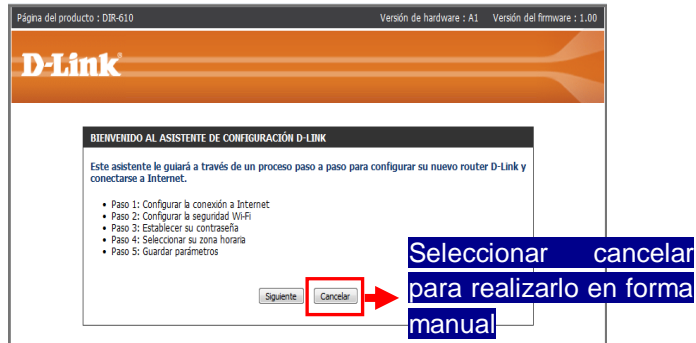 Página del producto : DIR-610 Versión de hardware : A1 Versión del firmware : 1.00
D-Link
BIENVENIDO AL ASISTENTE DE CONFIGURACIÓN D-LINK
Este asistente le guiará a través de un proceso paso a paso para configurar su nuevo router D-Link y
conectarse a Internet.
• Paso 1: Configurar la conexión a Internet
• Paso 2: Configurar la seguridad Wi-Fi
• Paso 3: Establecer su contraseña
• Paso 4: Seleccionar su zona horaria
• Paso 5: Guardar parámetros
Siguiente Cancelar
Seleccionar cancelar
para realizarlo en forma
manual